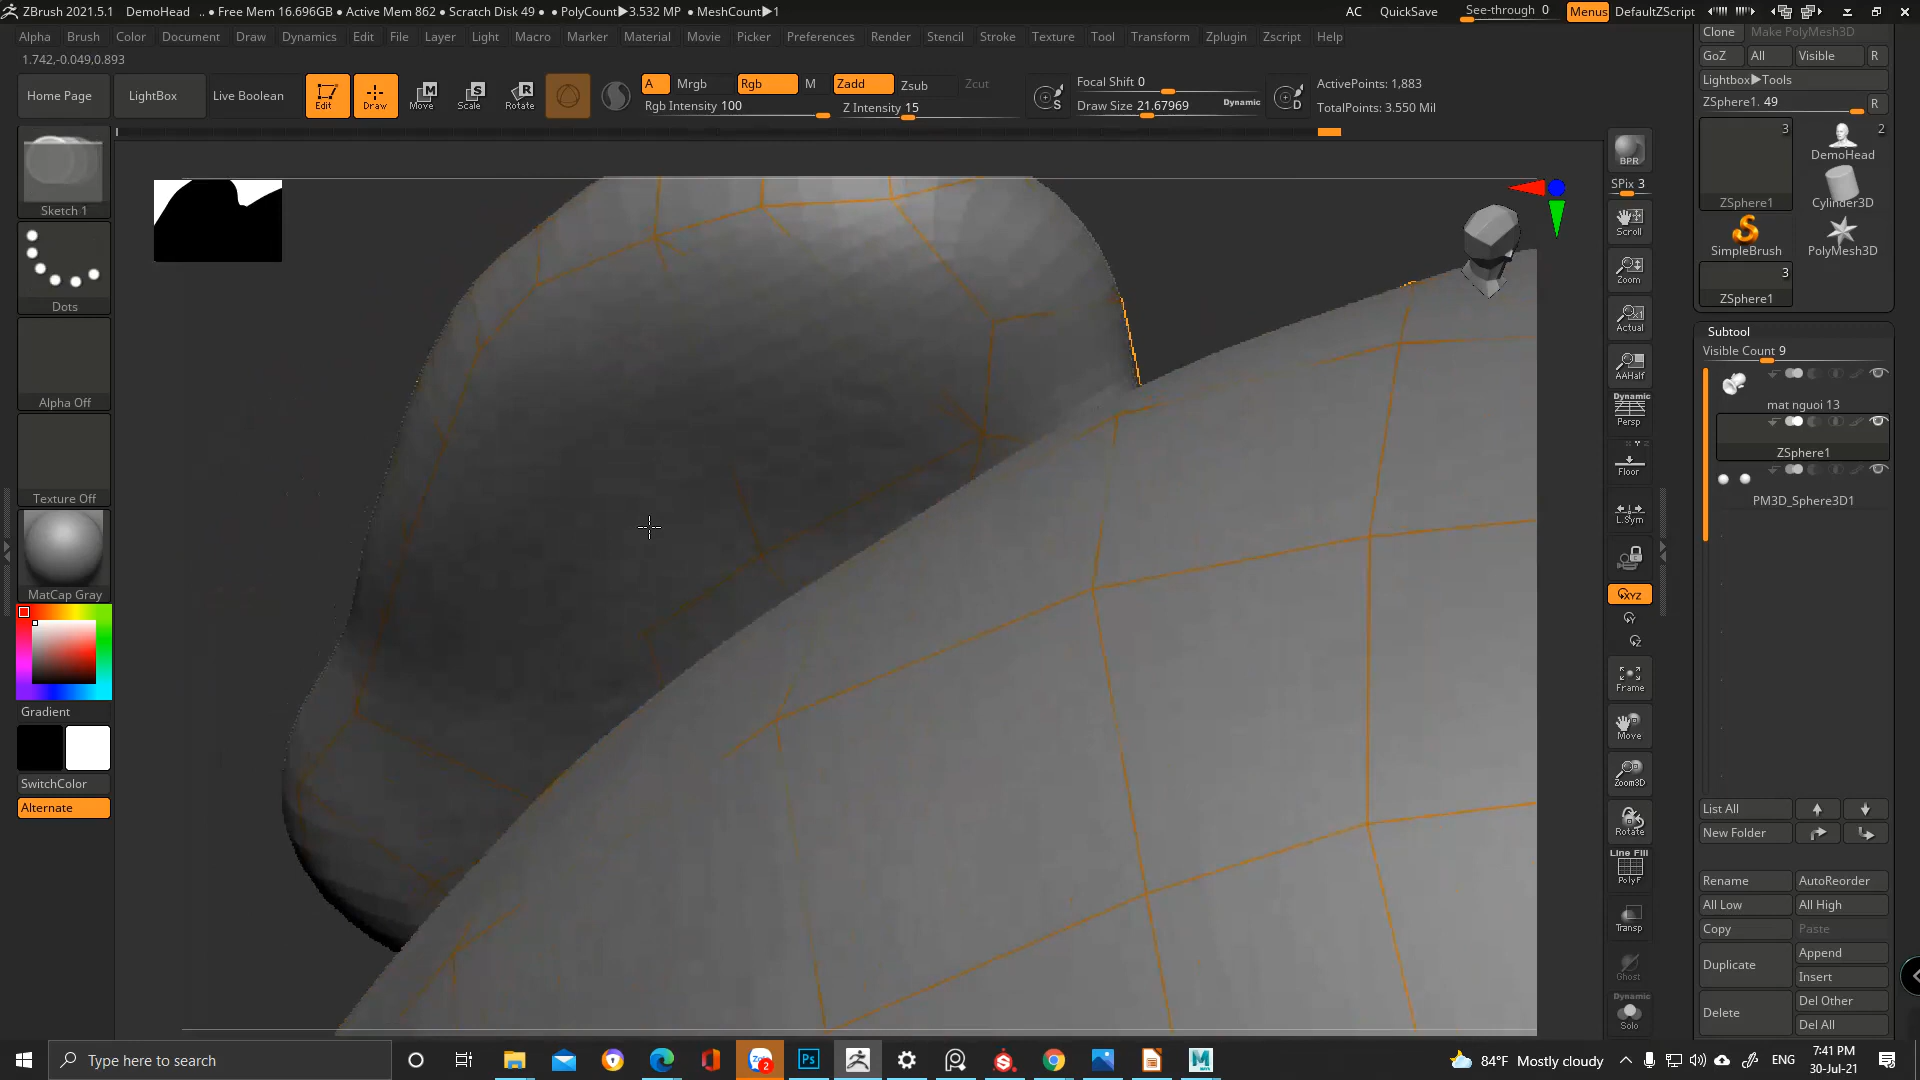 ZBrush 2021.5.1 DemoHead .. ● Free Mem 16.696GB ● Active Mem 862 ● Scratch Disk 49 ● ● PolyCount▶3.532 MP ● MeshCount▶1 AC QuickSave See-through 0 Menus DefaultZScript
Alpha Brush Color Document Draw Dynamics Edit File Layer Light Macro Marker Material Movie Picker Preferences Render Stencil Stroke Texture Tool Transform Zplugin Zscript Help
1.742,-0.049,0.893
Home Page LightBox Live Boolean Edit Draw Move Scale Rotate
A Mrgb Rgb M Zadd Zsub Zcut
Rgb Intensity 100 Z Intensity 15
Focal Shift 0
Draw Size 21.67969 Dynamic
ActivePoints: 1,883
TotalPoints: 3.550 Mil
Sketch 1
Dots
Alpha Off
Texture Off
MatCap Gray
Gradient
SwitchColor
Alternate
BPR
SPix 3
Scroll
Zoom
Actual
AAHalf
Dynamic
Persp
Floor
L.Sym
XYZ
Frame
Move
Zoom3D
Rotate
Line Fill
PolyF
Transp
Ghost
Dynamic
Solo
Clone Make PolyMesh3D
GoZ All Visible R
Lightbox▶Tools
ZSphere1. 49 R
3 2
DemoHead
ZSphere1 Cylinder3D
SimpleBrush PolyMesh3D
3
ZSphere1
Subtool
Visible Count 9
mat nguoi 13
ZSphere1
PM3D_Sphere3D1
List All
New Folder
Rename AutoReorder
All Low All High
Copy Paste
Duplicate Append
Insert
Delete Del Other
Del All
Type here to search
2
Ps
84°F Mostly cloudy
ENG
7:41 PM
30-Jul-21